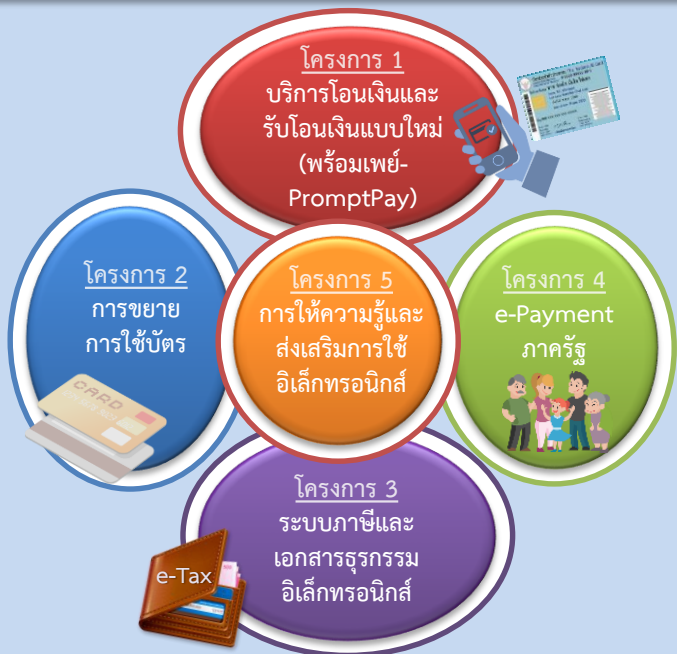 โครงการ 1
บริการโอนเงินและ
รับโอนเงินแบบใหม่
(พร้อมเพย์-
PromptPay)
โครงการ 2
การขยาย
การใช้บัตร
CARD
โครงการ 5
การให้ความรู้และ
ส่งเสริมการใช้
อิเล็กทรอนิกส์
โครงการ 4
e-Payment
ภาครัฐ
โครงการ 3
ระบบภาษีและ
เอกสารธุรกรรม
อิเล็กทรอนิกส์
e-Tax